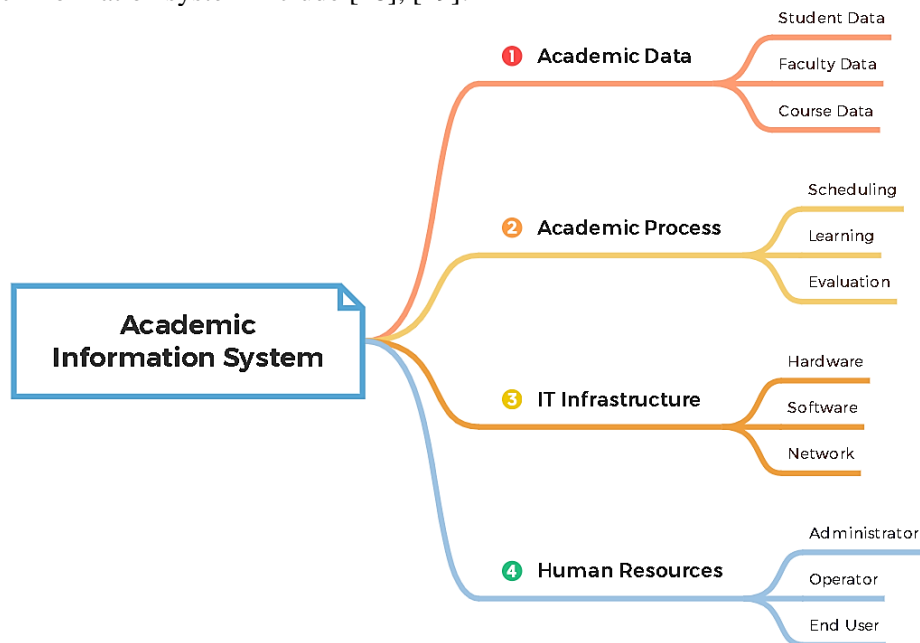 Student Data
1 Academic Data
Faculty Data
Course Data
Scheduling
2 Academic Process
Learning
Evaluation
Academic
Information System
Hardware
3 IT Infrastructure
Software
Network
Administrator
4 Human Resources
Operator
End User